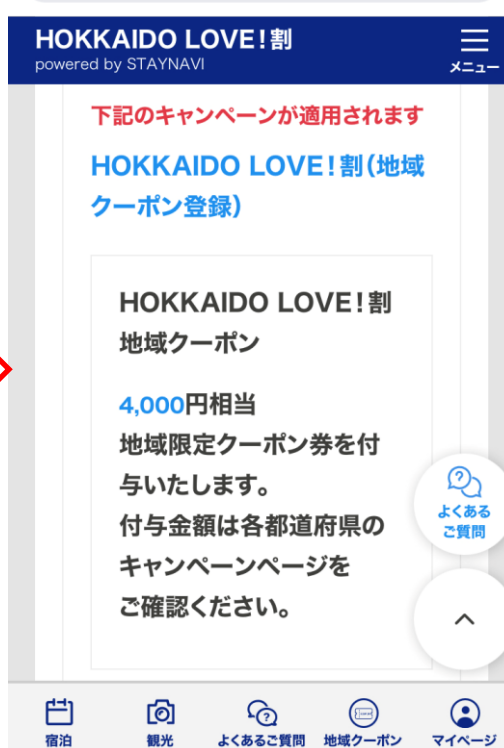 HOKKAIDO LOVE!割
powered by STAYNAVI
メニュー
下記のキャンペーンが適用されます
HOKKAIDO LOVE!割(地域
クーポン登録)
HOKKAIDO LOVE!割
地域クーポン
4,000円相当
地域限定クーポン券を付
与いたします。
付与金額は各都道府県の
キャンペーンページを
ご確認ください。
よくある
ご質問
宿泊
観光
よくあるご質問
地域クーポン
マイページ